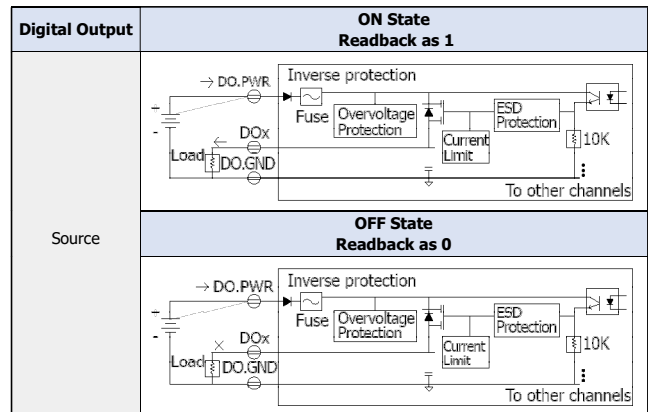 Digital Output
ON State
Readback as 1
Source
→ DO.PWR
Inverse protection
+
-
Fuse
Overvoltage
Protection
ESD
Protection
DOx
←
Current
Limit
10K
Load
DO.GND
To other channels
OFF State
Readback as 0
→ DO.PWR
Inverse protection
+
-
Fuse
Overvoltage
Protection
ESD
Protection
DOx
×
Current
Limit
10K
Load
DO.GND
To other channels